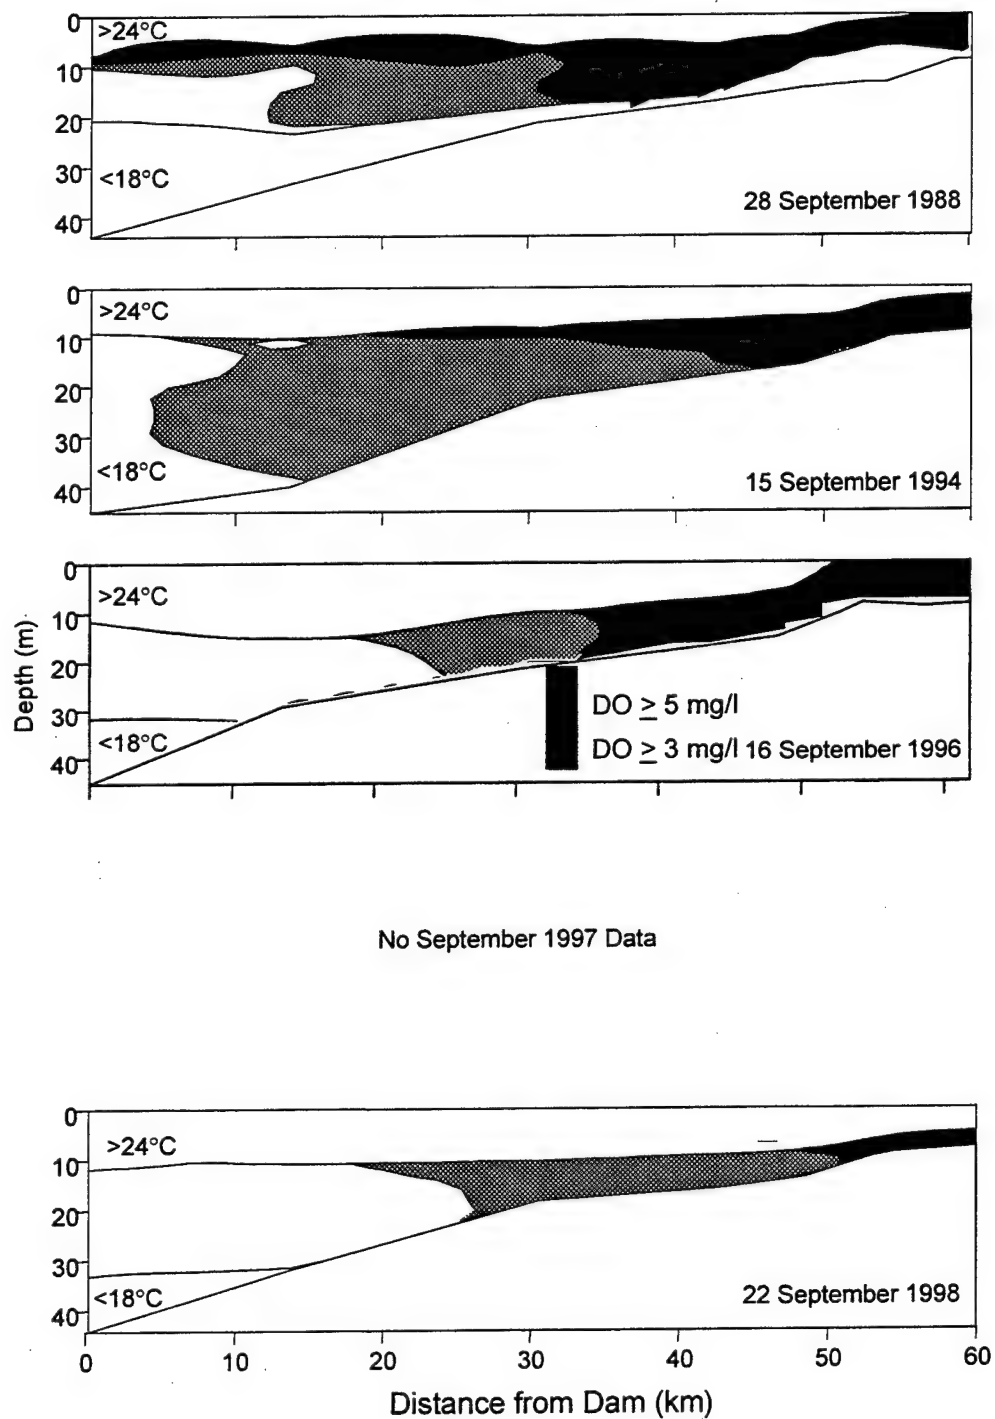 0
>24°C
10
20
30
<18°C
40
28 September 1988
0
>24°C
10
20
30
<18°C
40
15 September 1994
0
>24°C
10
20
30
<18°C
40
Depth (m)
DO ≥ 5 mg/l
DO ≥ 3 mg/l 16 September 1996
No September 1997 Data
0
>24°C
10
20
30
<18°C
40
22 September 1998
0 10 20 30 40 50 60
Distance from Dam (km)